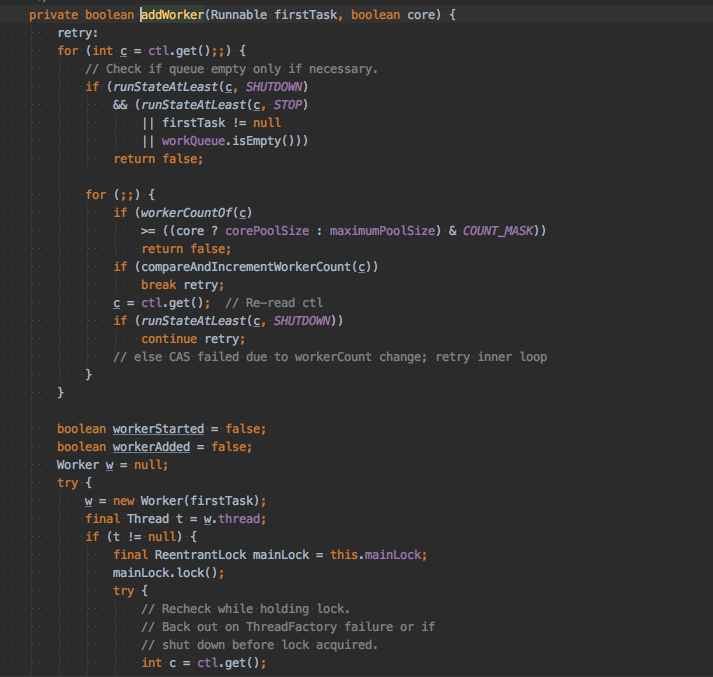 private boolean addWorker(Runnable firstTask, boolean core) {
retry:
for (int c = ctl.get();;) {
// Check if queue empty only if necessary.
if (runStateAtLeast(c, SHUTDOWN)
&& (runStateAtLeast(c, STOP)
|| firstTask != null
|| workQueue.isEmpty()))
return false;
for (;;) {
if (workerCountOf(c)
>= ((core ? corePoolSize : maximumPoolSize) & COUNT_MASK))
return false;
if (compareAndIncrementWorkerCount(c))
break retry;
c = ctl.get();  // Re-read ctl
if (runStateAtLeast(c, SHUTDOWN))
continue retry;
// else CAS failed due to workerCount change; retry inner loop
}
}
boolean workerStarted = false;
boolean workerAdded = false;
Worker w = null;
try {
w = new Worker(firstTask);
final Thread t = w.thread;
if (t != null) {
final ReentrantLock mainLock = this.mainLock;
mainLock.lock();
try {
// Recheck while holding lock.
// Back out on ThreadFactory failure or if
// shut down before lock acquired.
int c = ctl.get();